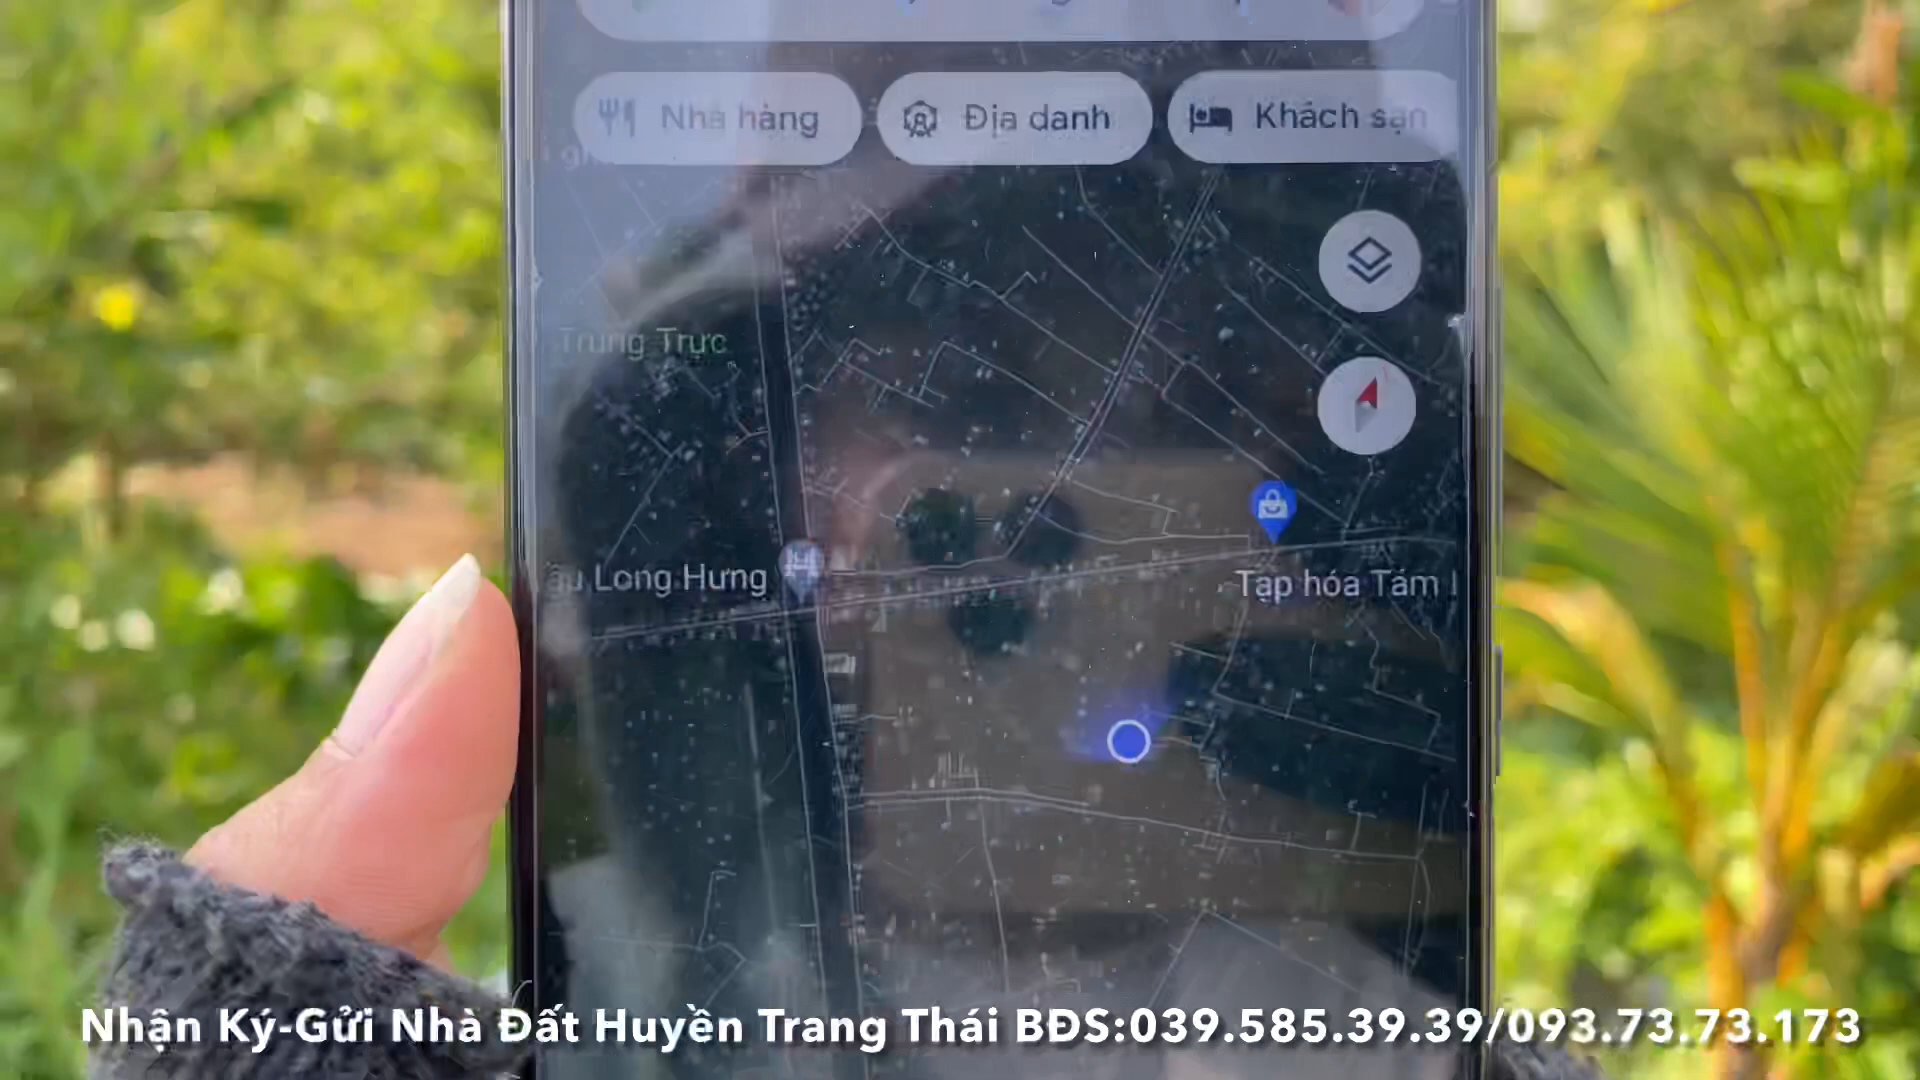 Nhà hàng
Địa danh
Khách sạn
Trung Trực
Long Hưng
Tạp hóa Tám
Nhận Ký-Gửi Nhà Đất Huyền Trang Thái BĐS:039.585.39.39/093.73.73.173